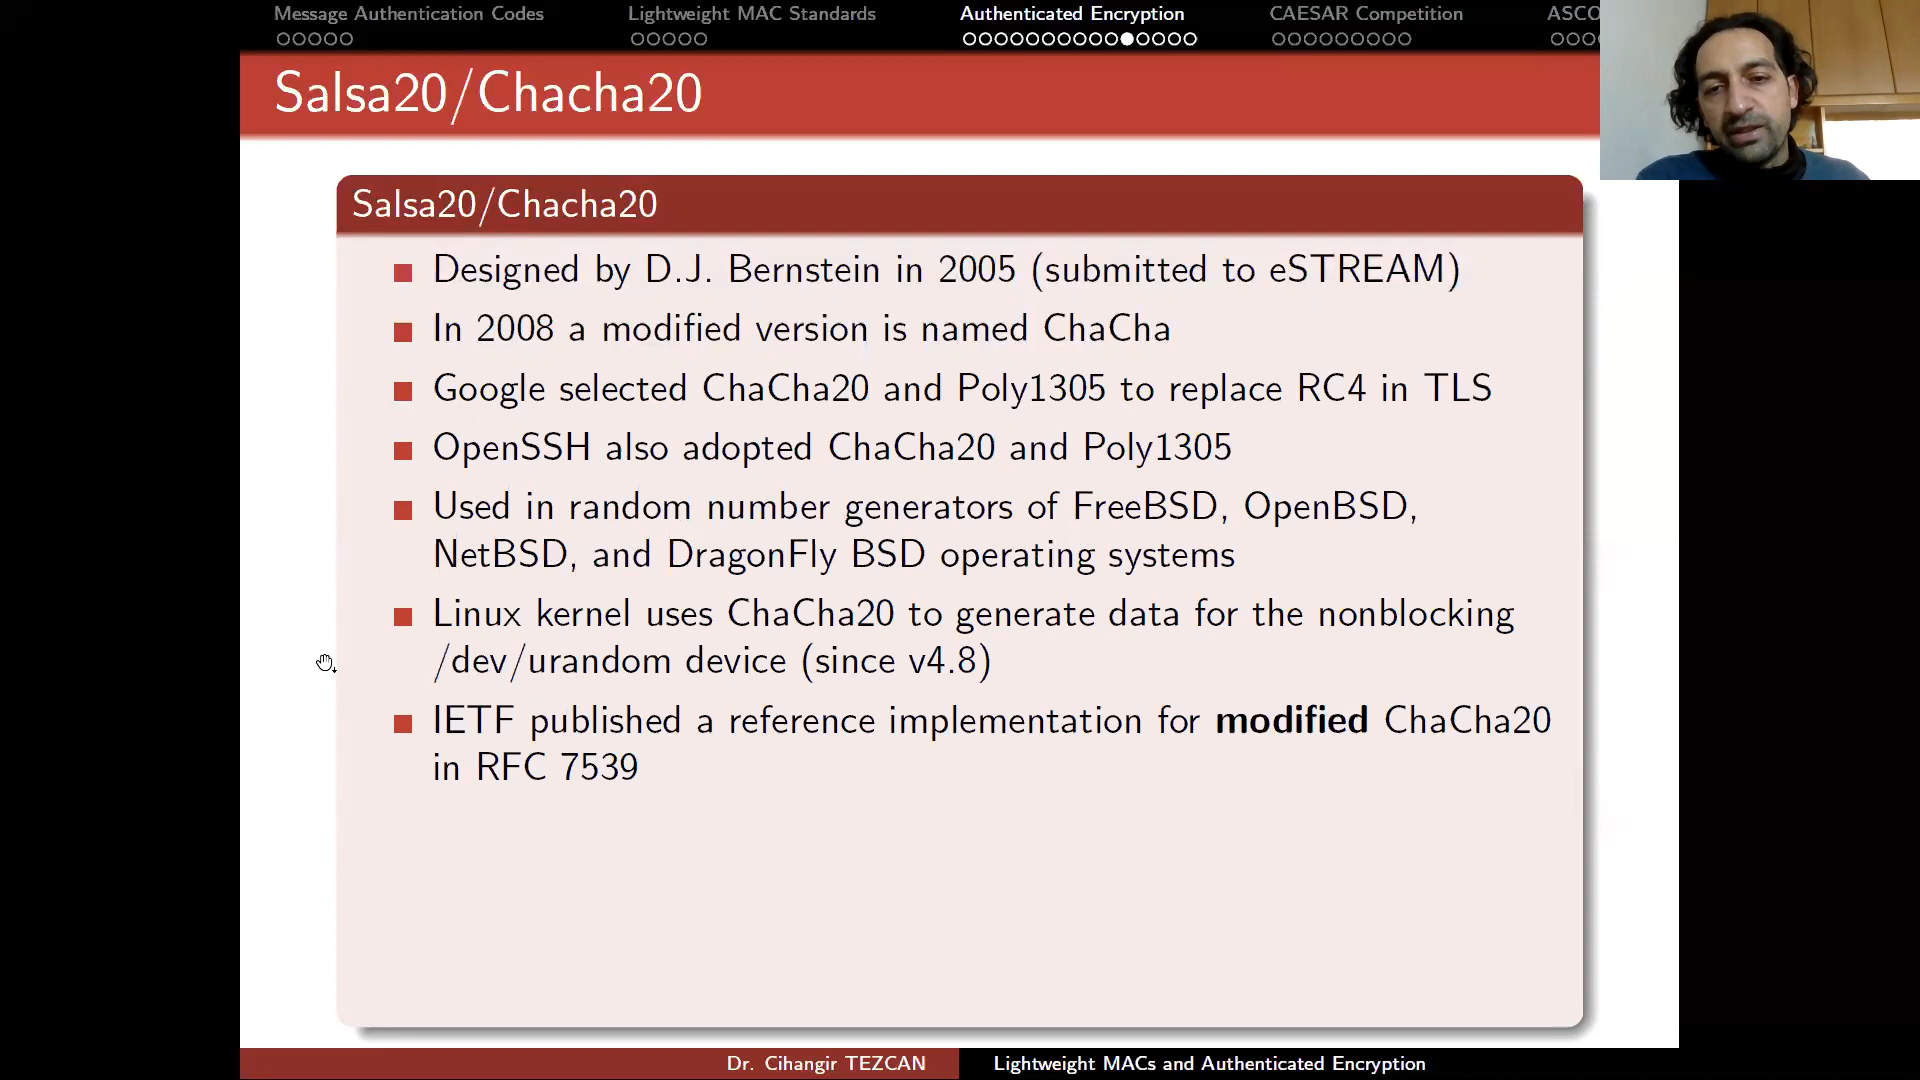 Message Authentication Codes
Lightweight MAC Standards
Authenticated Encryption
CAESAR Competition
ASCO
Salsa20/Chacha20
Salsa20/Chacha20
Designed by D.J. Bernstein in 2005 (submitted to eSTREAM)
In 2008 a modified version is named ChaCha
Google selected ChaCha20 and Poly1305 to replace RC4 in TLS
OpenSSH also adopted ChaCha20 and Poly1305
Used in random number generators of FreeBSD, OpenBSD,
NetBSD, and DragonFly BSD operating systems
Linux kernel uses ChaCha20 to generate data for the nonblocking
/dev/urandom device (since v4.8)
IETF published a reference implementation for modified ChaCha20
in RFC 7539
Dr. Cihangir TEZCAN
Lightweight MACs and Authenticated Encryption